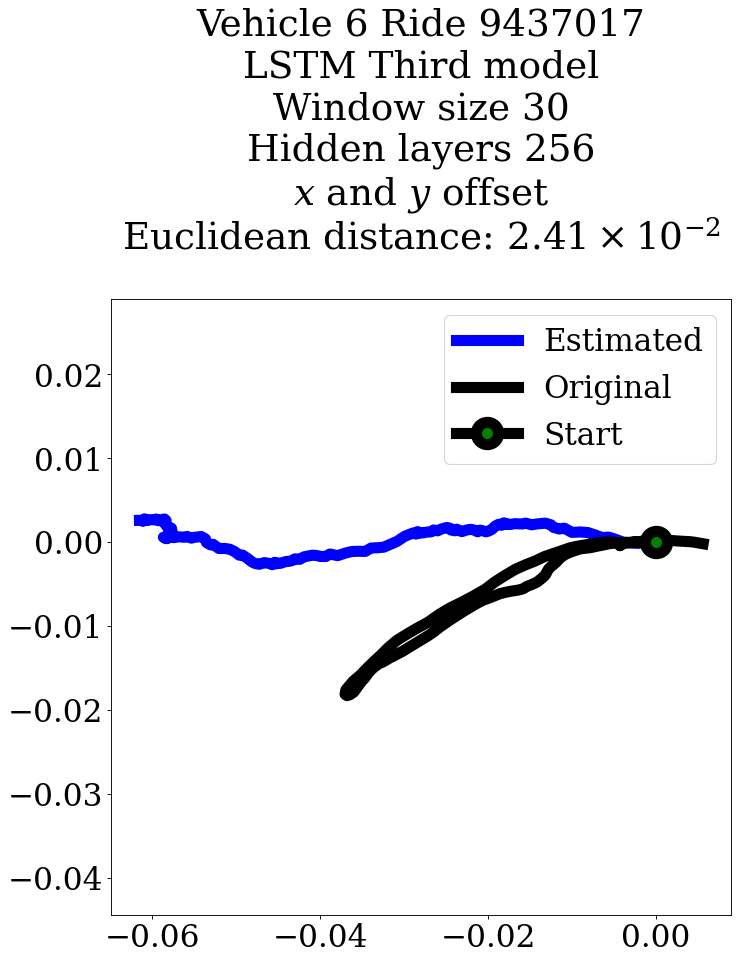 Vehicle 6 Ride 9437017
LSTM Third model
Window size 30
Hidden layers 256
x and y offset
Euclidean distance: 2.41 × 10⁻²
Estimated
Original
Start
0.02
0.01
0.00
−0.01
−0.02
−0.03
−0.04
−0.06 −0.04 −0.02 0.00